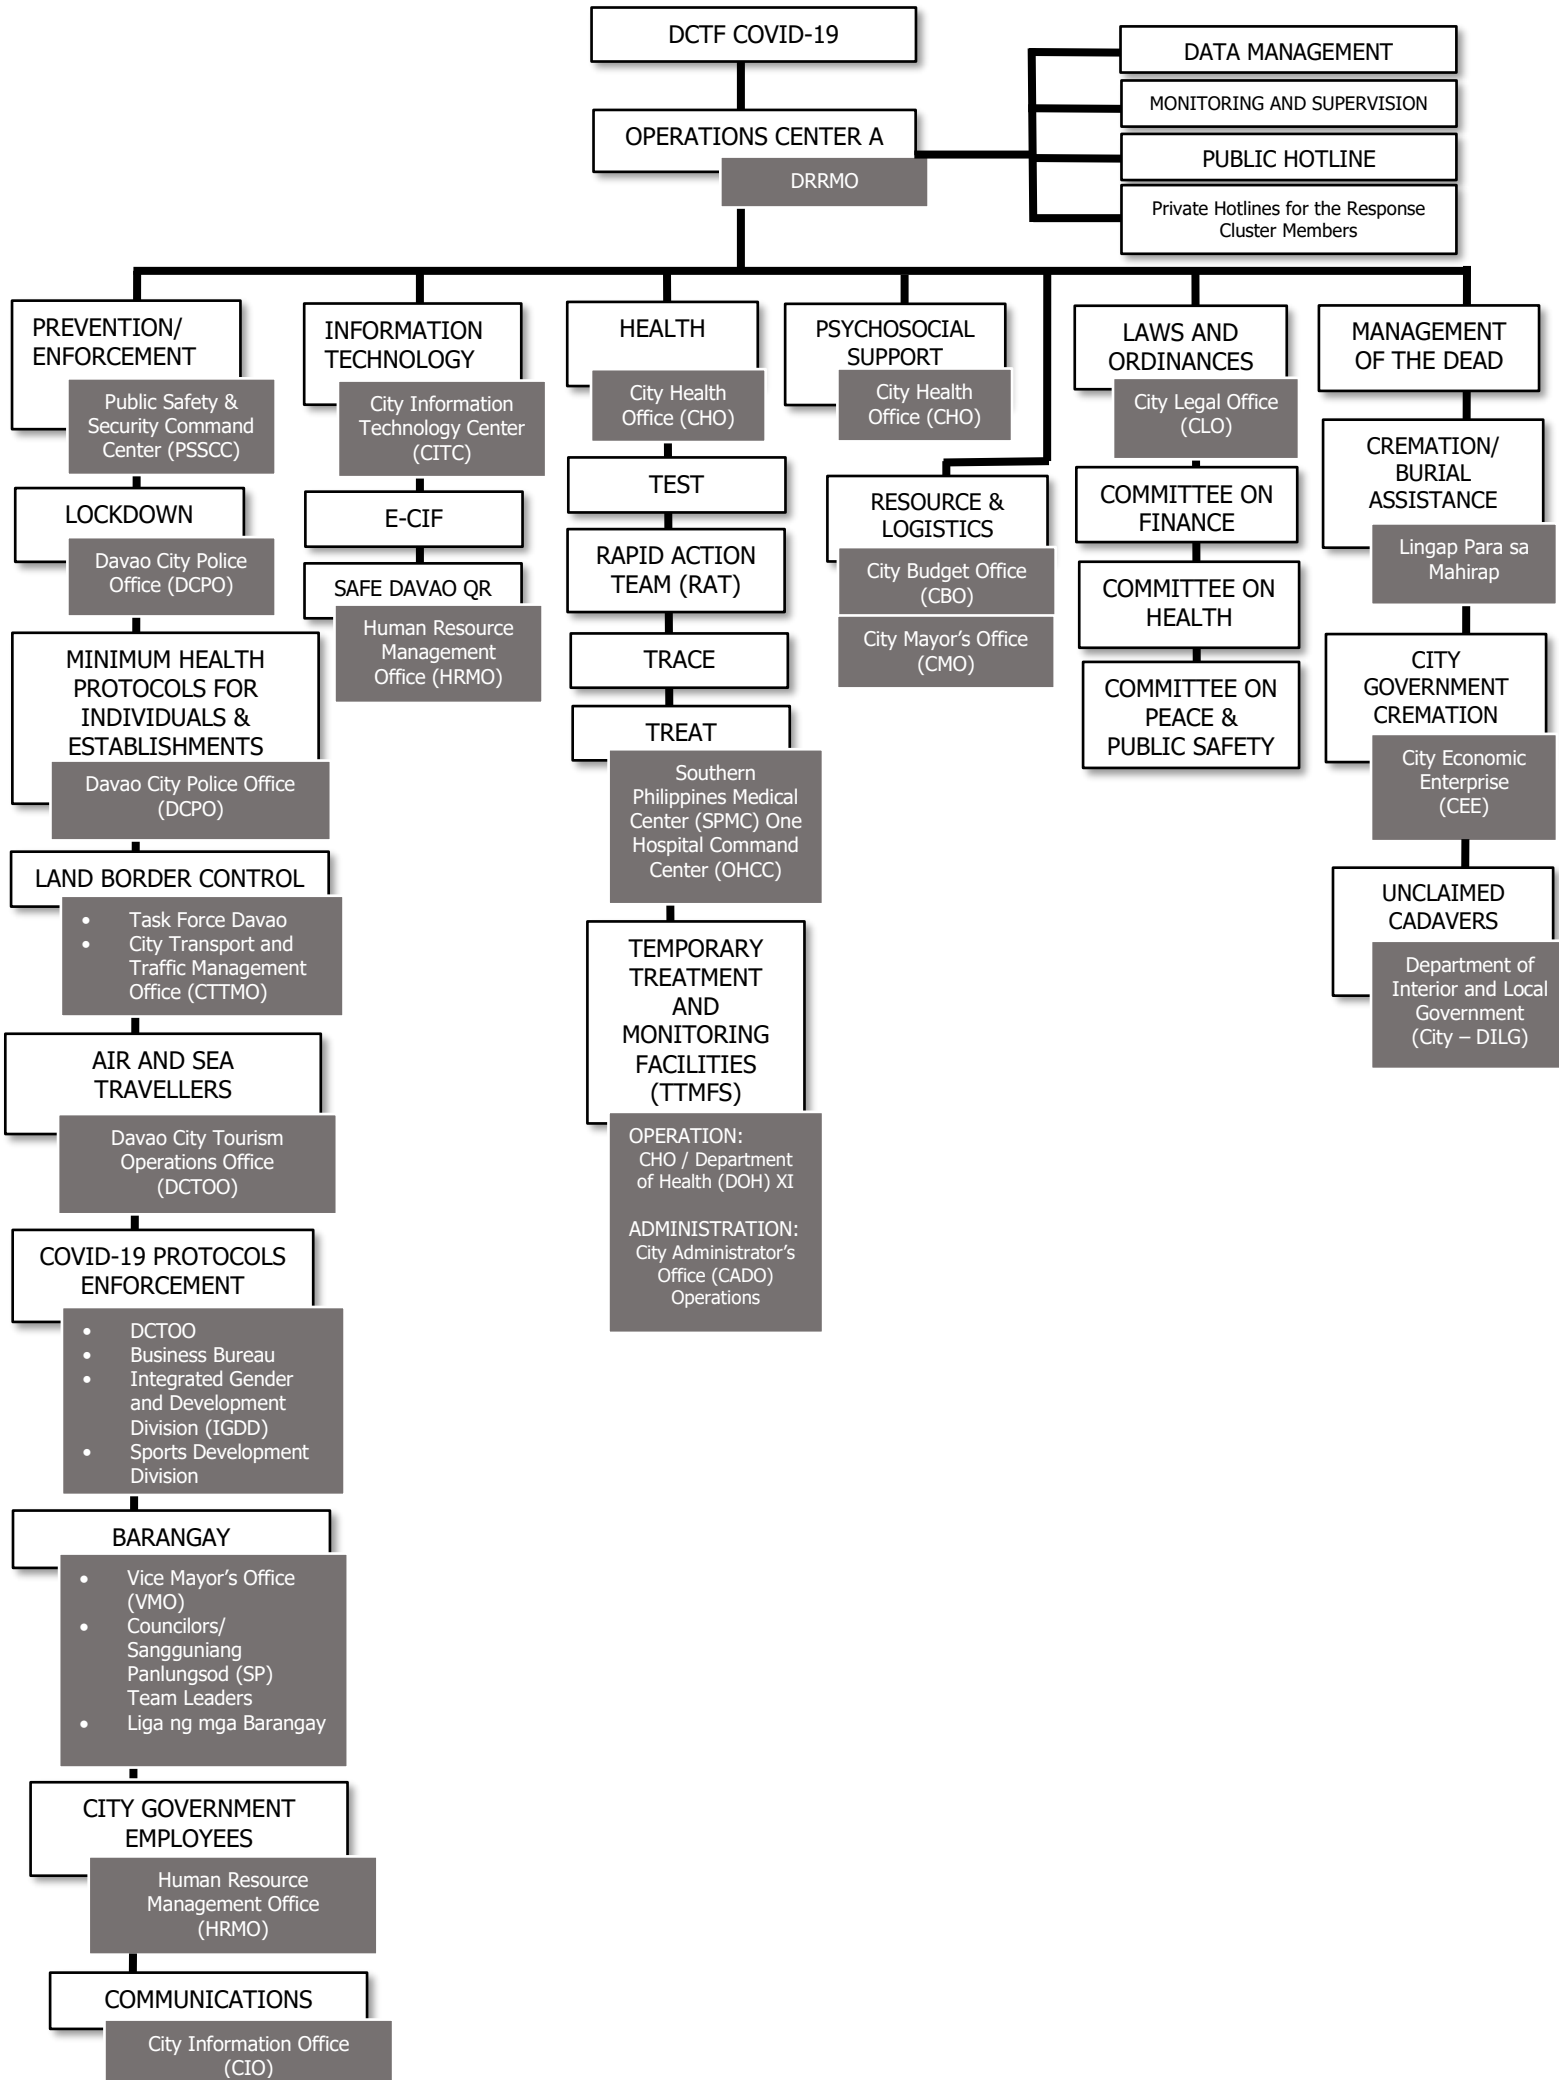 DCTF COVID-19
OPERATIONS CENTER A
DRRMO
DATA MANAGEMENT
MONITORING AND SUPERVISION
PUBLIC HOTLINE
Private Hotlines for the Response
Cluster Members
PREVENTION/
ENFORCEMENT
Public Safety &
Security Command
Center (PSSCC)
LOCKDOWN
Davao City Police
Office (DCPO)
MINIMUM HEALTH
PROTOCOLS FOR
INDIVIDUALS &
ESTABLISHMENTS
Davao City Police Office
(DCPO)
LAND BORDER CONTROL
• Task Force Davao
• City Transport and
Traffic Management
Office (CTTMO)
AIR AND SEA
TRAVELLERS
Davao City Tourism
Operations Office
(DCTOO)
COVID-19 PROTOCOLS
ENFORCEMENT
• DCTOO
• Business Bureau
• Integrated Gender
and Development
Division (IGDD)
• Sports Development
Division
BARANGAY
• Vice Mayor’s Office
(VMO)
• Councilors/
Sangguniang
Panlungsod (SP)
Team Leaders
• Liga ng mga Barangay
CITY GOVERNMENT
EMPLOYEES
Human Resource
Management Office
(HRMO)
COMMUNICATIONS
City Information Office
(CIO)
INFORMATION
TECHNOLOGY
City Information
Technology Center
(CITC)
E-CIF
SAFE DAVAO QR
Human Resource
Management
Office (HRMO)
HEALTH
City Health
Office (CHO)
TEST
RAPID ACTION
TEAM (RAT)
TRACE
TREAT
Southern
Philippines Medical
Center (SPMC) One
Hospital Command
Center (OHCC)
TEMPORARY
TREATMENT
AND
MONITORING
FACILITIES
(TTMFS)
OPERATION:
CHO / Department
of Health (DOH) XI
ADMINISTRATION:
City Administrator’s
Office (CADO)
Operations
PSYCHOSOCIAL
SUPPORT
City Health
Office (CHO)
RESOURCE &
LOGISTICS
City Budget Office
(CBO)
City Mayor’s Office
(CMO)
LAWS AND
ORDINANCES
City Legal Office
(CLO)
COMMITTEE ON
FINANCE
COMMITTEE ON
HEALTH
COMMITTEE ON
PEACE &
PUBLIC SAFETY
MANAGEMENT
OF THE DEAD
CREMATION/
BURIAL
ASSISTANCE
Lingap Para sa
Mahirap
CITY
GOVERNMENT
CREMATION
City Economic
Enterprise
(CEE)
UNCLAIMED
CADAVERS
Department of
Interior and Local
Government
(City – DILG)